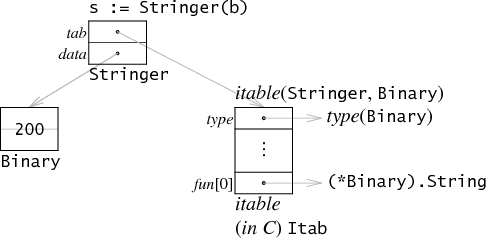 s := Stringer(b)
tab
data
Stringer
200
Binary
itable(Stringer, Binary)
type
type(Binary)
⋮
fun[0]
(*Binary).String
itable
(in C) Itab